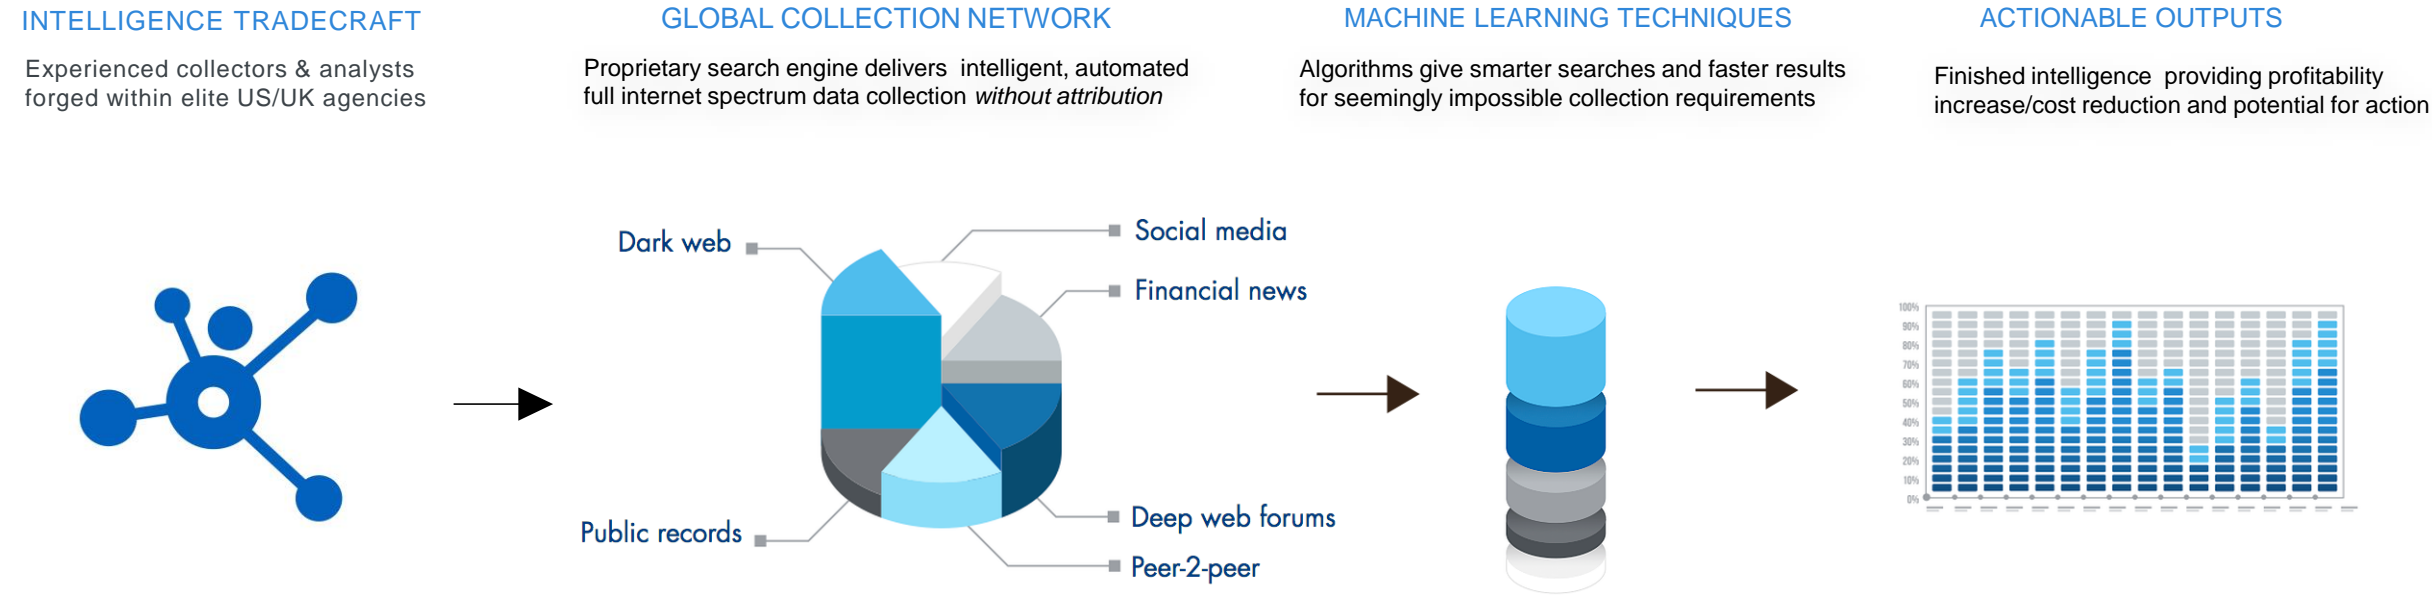 INTELLIGENCE TRADECRAFT
Experienced collectors & analysts
forged within elite US/UK agencies
GLOBAL COLLECTION NETWORK
Proprietary search engine delivers intelligent, automated
full internet spectrum data collection without attribution
MACHINE LEARNING TECHNIQUES
Algorithms give smarter searches and faster results
for seemingly impossible collection requirements
ACTIONABLE OUTPUTS
Finished intelligence providing profitability
increase/cost reduction and potential for action
Dark web
Social media
Financial news
Public records
Deep web forums
Peer-2-peer
100%
90%
80%
70%
60%
50%
40%
30%
20%
10%
0%